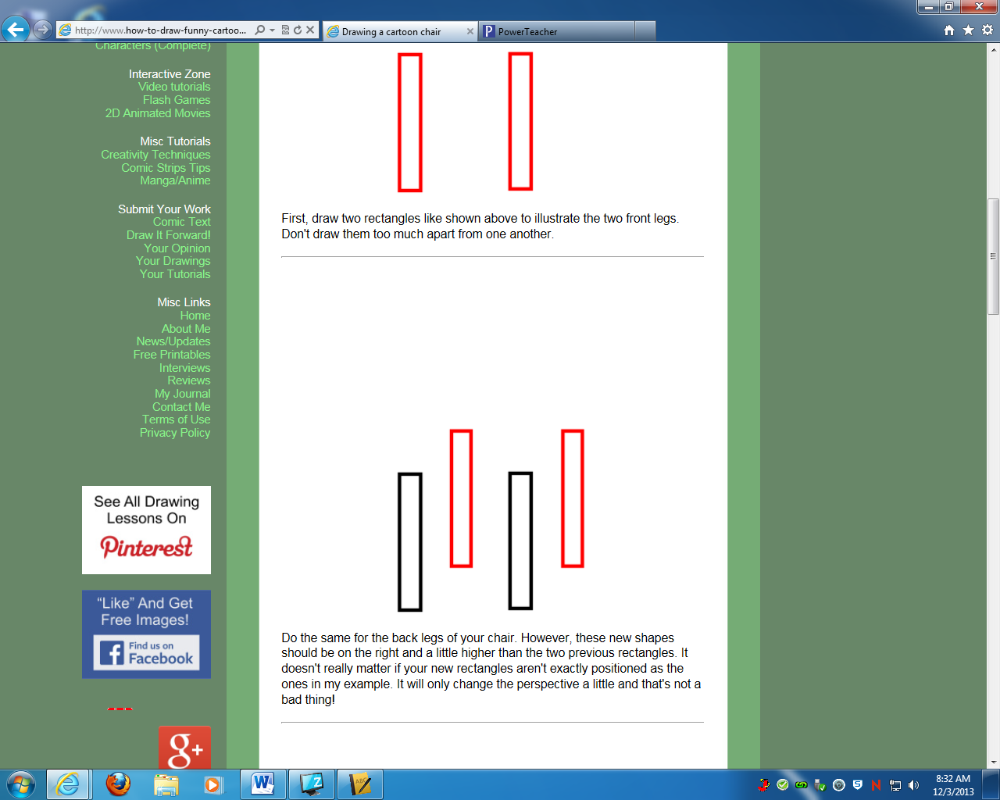 http://www.how-to-draw-funny-cartoo...
Drawing a cartoon chair
PowerTeacher
Characters (Complete)
Interactive Zone
Video tutorials
Flash Games
2D Animated Movies
Misc Tutorials
Creativity Techniques
Comic Strips Tips
Manga/Anime
Submit Your Work
Comic Text
Draw It Forward!
Your Opinion
Your Drawings
Your Tutorials
Misc Links
Home
About Me
News/Updates
Free Printables
Interviews
Reviews
My Journal
Contact Me
Terms of Use
Privacy Policy
See All Drawing
Lessons On
Pinterest
“Like” And Get
Free Images!
Find us on
Facebook
g+
First, draw two rectangles like shown above to illustrate the two front legs.
Don't draw them too much apart from one another.
Do the same for the back legs of your chair. However, these new shapes
should be on the right and a little higher than the two previous rectangles. It
doesn't really matter if your new rectangles aren't exactly positioned as the
ones in my example. It will only change the perspective a little and that's not a
bad thing!
8:32 AM
12/3/2013